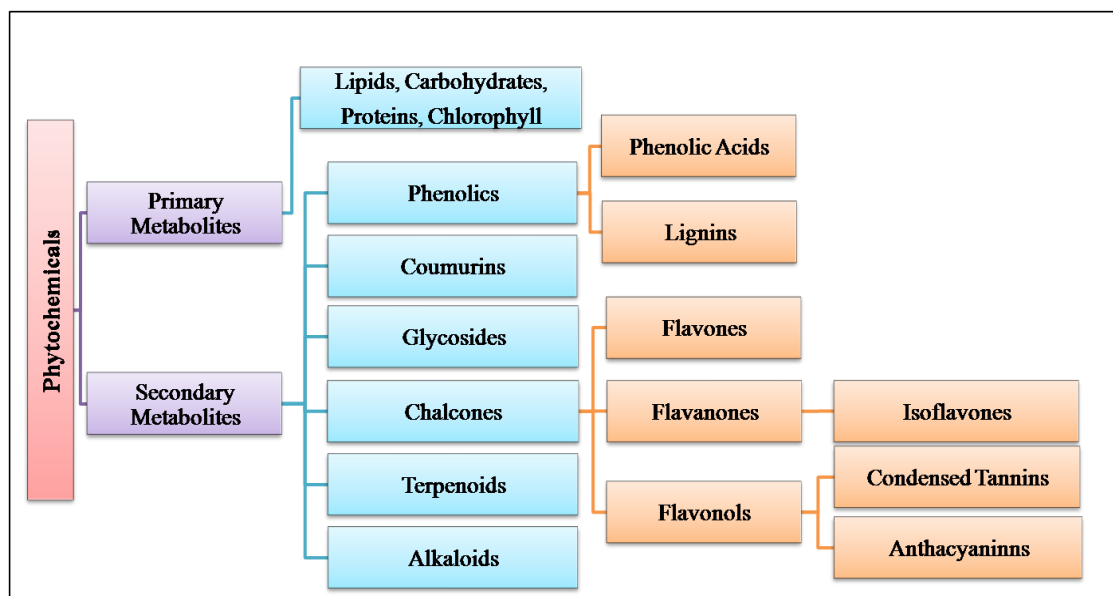 Phytochemicals
Primary
Metabolites
Secondary
Metabolites
Lipids, Carbohydrates,
Proteins, Chlorophyll
Phenolics
Coumurins
Glycosides
Chalcones
Terpenoids
Alkaloids
Phenolic Acids
Lignins
Flavones
Flavanones
Flavonols
Isoflavones
Condensed Tannins
Anthacyaninns